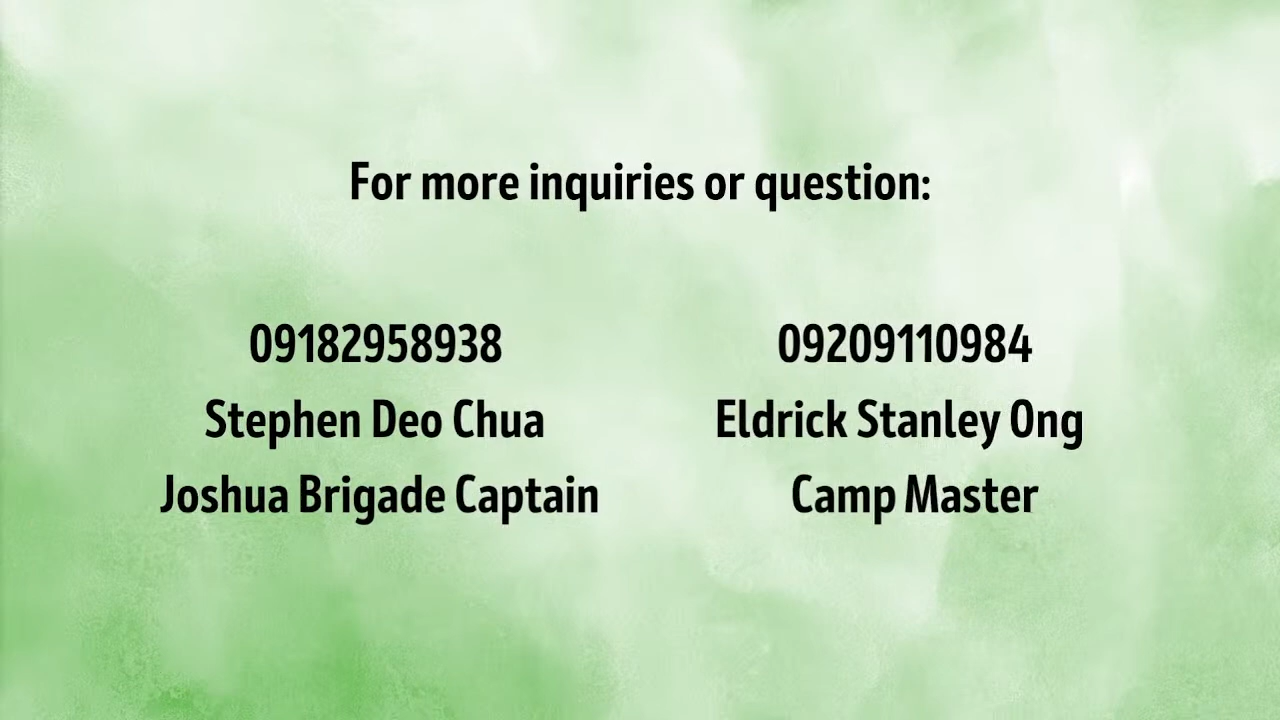 For more inquiries or question:
09182958938
Stephen Deo Chua
Joshua Brigade Captain
09209110984
Eldrick Stanley Ong
Camp Master